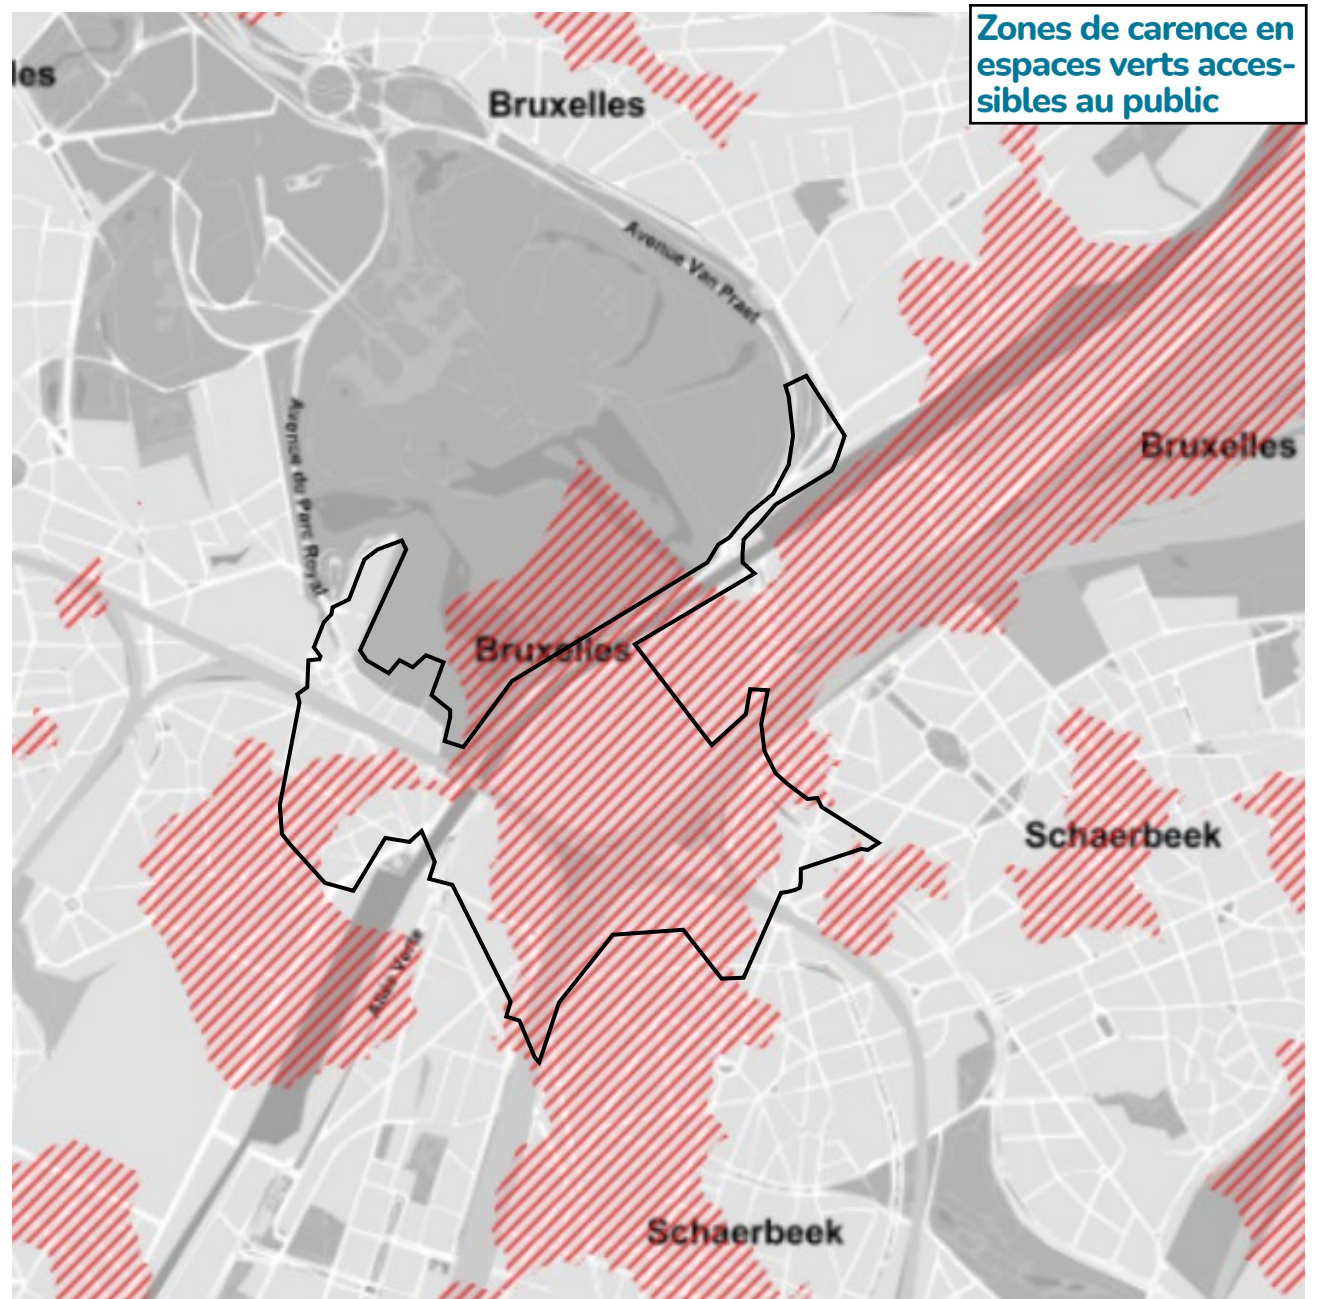 Zones de carence en
espaces verts acces-
sibles au public
les
Bruxelles
Avenue Van Praet
Bruxelles
Avenue du Parc Royal
Bruxelles
Schaerbeek
Allée Verte
Schaerbeek